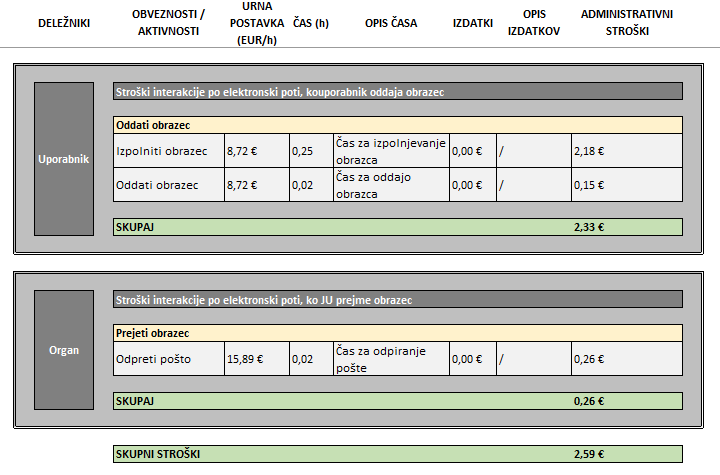 DELEŽNIKI OBVEZNOSTI / AKTIVNOSTI URNA POSTAVKA (EUR/h) ČAS (h) OPIS ČASA IZDATKI OPIS IZDATKOV ADMINISTRATIVNI STROŠKI
Uporabnik
Stroški interakcije po elektronski poti, kouporabnik oddaja obrazec
Oddati obrazec
Izpolniti obrazec 8,72 € 0,25 Čas za izpolnjevanje obrazca 0,00 € / 2,18 €
Oddati obrazec 8,72 € 0,02 Čas za oddajo obrazca 0,00 € / 0,15 €
SKUPAJ 2,33 €
Organ
Stroški interakcije po elektronski poti, ko JU prejme obrazec
Prejeti obrazec
Odpreti pošto 15,89 € 0,02 Čas za odpiranje pošte 0,00 € / 0,26 €
SKUPAJ 0,26 €
SKUPNI STROŠKI 2,59 €